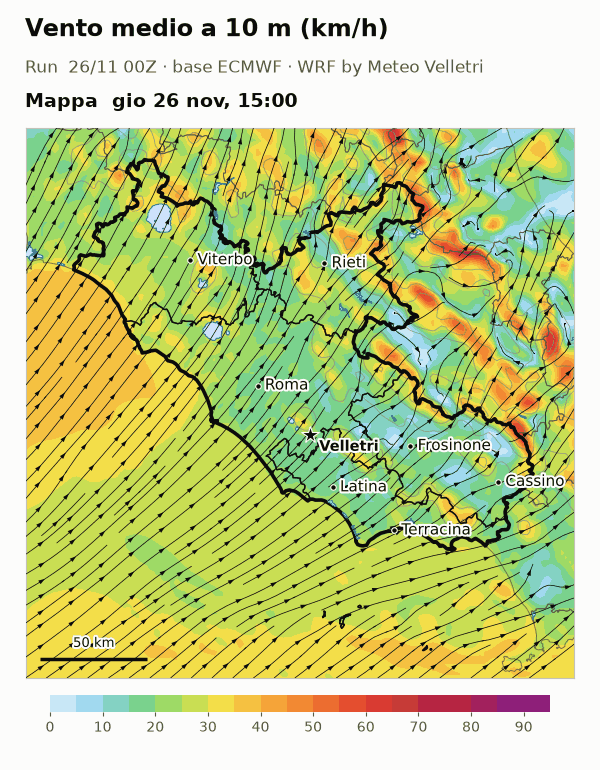 Vento medio a 10 m (km/h)
Run  26/11 00Z · base ECMWF · WRF by Meteo Velletri
Mappa  gio 26 nov, 15:00
Viterbo
Rieti
Roma
Velletri
Frosinone
Latina
Cassino
Terracina
50 km
0 10 20 30 40 50 60 70 80 90